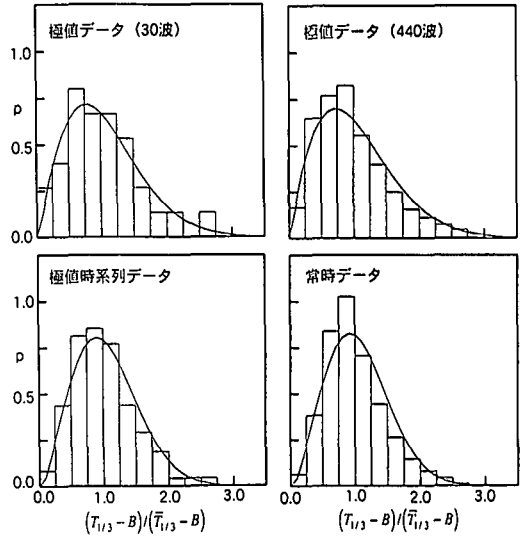 極値データ (30波)
極値データ (440波)
1.0
p
0.5
0.0
極値時系列データ
常時データ
1.0
p
0.5
0.0
0.0 1.0 2.0 3.0
0.0 1.0 2.0 3.0
(T1/3 − B)/(T̄1/3 − B)
(T1/3 − B)/(T̄1/3 − B)